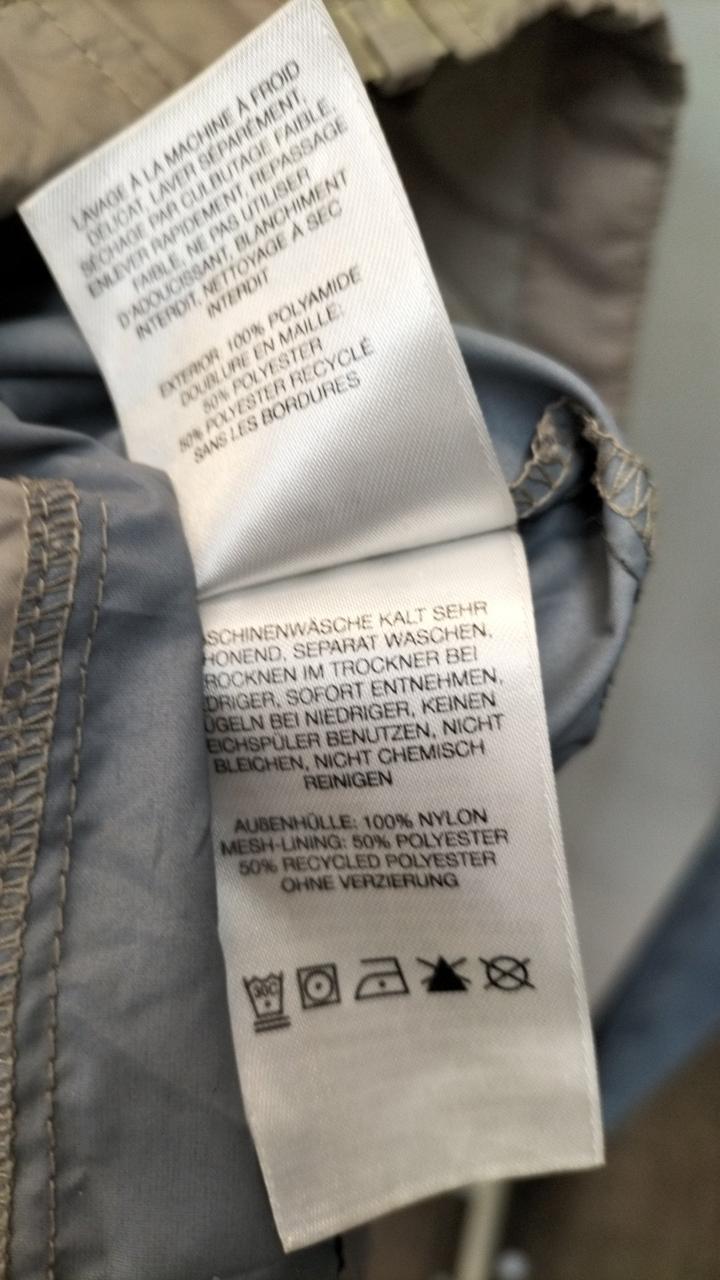 LAVAGE À LA MACHINE À FROID
DÉLICAT, LAVER SÉPARÉMENT,
SÉCHAGE PAR CULBUTAGE FAIBLE,
ENLEVER RAPIDEMENT, REPASSAGE
FAIBLE, NE PAS UTILISER
D'ADOUCISSANT, BLANCHIMENT
INTERDIT, NETTOYAGE À SEC
INTERDIT
EXTERIOR: 100% POLYAMIDE
DOUBLURE EN MAILLE:
50% POLYESTER
50% POLYESTER RECYCLÉ
SANS LES BORDURES
ASCHINENWÄSCHE KALT SEHR
HONEND, SEPARAT WASCHEN,
ROCKNEN IM TROCKNER BEI
DRIGER, SOFORT ENTNEHMEN,
ÜGELN BEI NIEDRIGER, KEINEN
EICHSPÜLER BENUTZEN, NICHT
BLEICHEN, NICHT CHEMISCH
REINIGEN
AUßENHÜLLE: 100% NYLON
MESH-LINING: 50% POLYESTER
50% RECYCLED POLYESTER
OHNE VERZIERUNG
30C